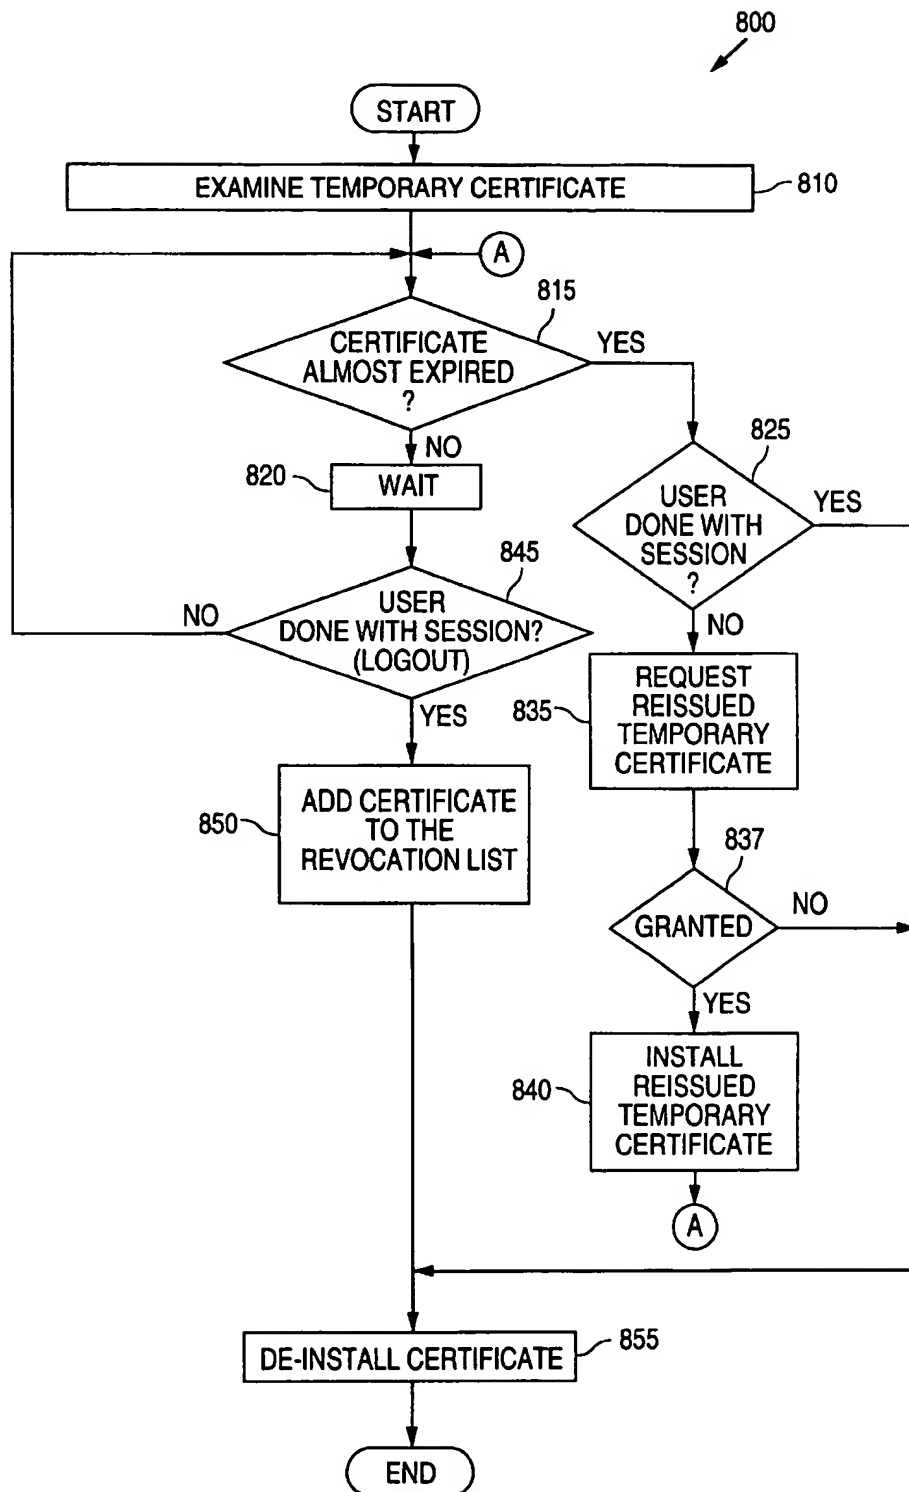 800
START
EXAMINE TEMPORARY CERTIFICATE
810
A
815
CERTIFICATE
ALMOST EXPIRED
?
YES
NO
820
WAIT
825
USER
DONE WITH
SESSION
?
YES
NO
845
USER
DONE WITH SESSION?
(LOGOUT)
NO
YES
835
REQUEST
REISSUED
TEMPORARY
CERTIFICATE
850
ADD CERTIFICATE
TO THE
REVOCATION LIST
837
GRANTED
NO
YES
840
INSTALL
REISSUED
TEMPORARY
CERTIFICATE
A
DE-INSTALL CERTIFICATE
855
END